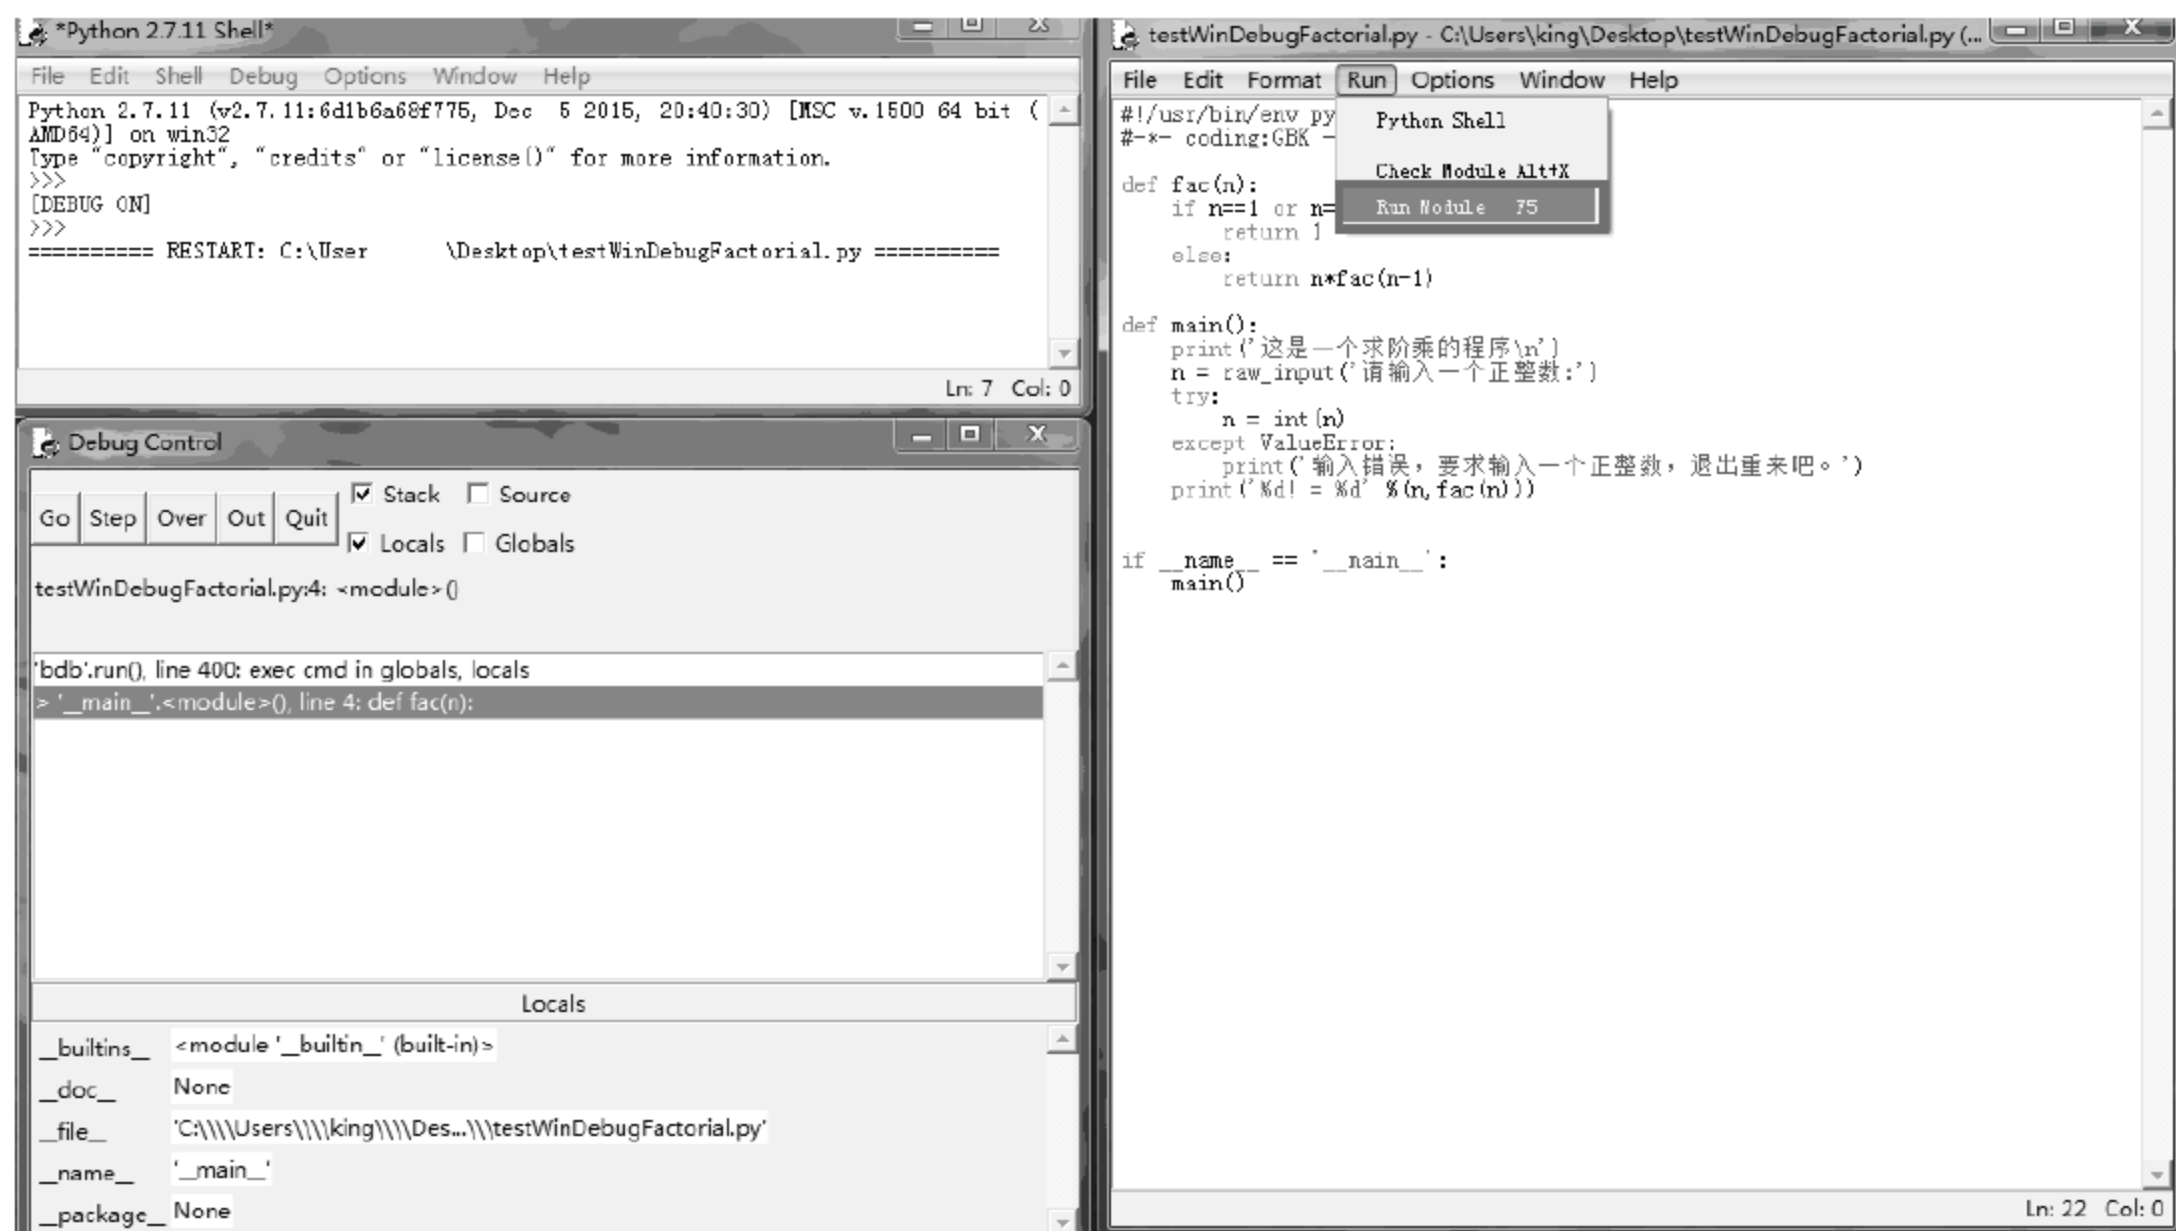 *Python 2.7.11 Shell*
File Edit Shell Debug Options Window Help
Python 2.7.11 (v2.7.11:6d1b6a68f775, Dec  5 2015, 20:40:30) [MSC v.1500 64 bit (
AMD64)] on win32
Type "copyright", "credits" or "license()" for more information.
>>>
[DEBUG ON]
>>>
========== RESTART: C:\User \Desktop\testWinDebugFactorial.py ==========
Ln: 7 Col: 0
Debug Control
Go Step Over Out Quit
Stack Source
Locals Globals
testWinDebugFactorial.py:4: <module>()
'bdb'.run(), line 400: exec cmd in globals, locals
> '__main__'.<module>(), line 4: def fac(n):
Locals
__builtins__ <module '__builtin__' (built-in)>
__doc__ None
__file__ 'C:\\\\Users\\\\king\\\\Des...\\\testWinDebugFactorial.py'
__name__ '__main__'
__package__ None
testWinDebugFactorial.py - C:\Users\king\Desktop\testWinDebugFactorial.py (...
File Edit Format Run Options Window Help
Python Shell
Check Module Alt+X
Run Module F5
#!/usr/bin/env py
#-*- coding:GBK -
def fac(n):
    if n==1 or n=
        return 1
    else:
        return n*fac(n-1)
def main():
    print('这是一个求阶乘的程序\n')
    n = raw_input('请输入一个正整数:')
    try:
        n = int(n)
    except ValueError:
        print('输入错误，要求输入一个正整数，退出重来吧。')
    print('%d! = %d' %(n,fac(n)))
if __name__ == '__main__':
    main()
Ln: 22 Col: 0